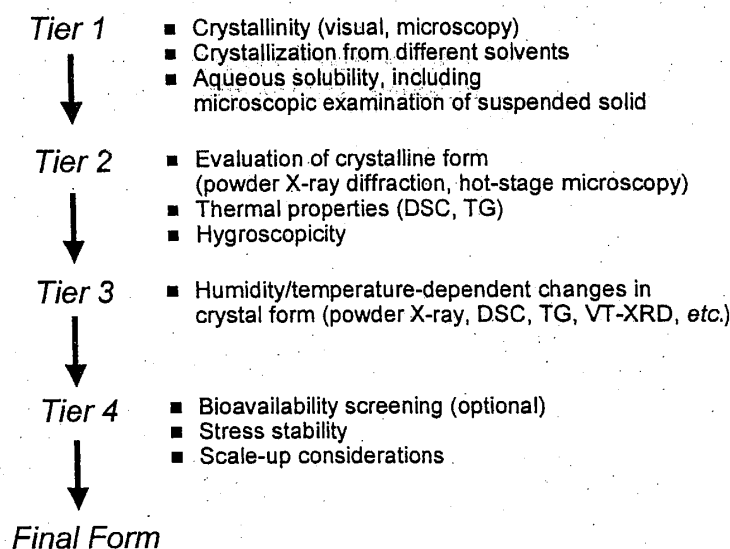 Tier 1
■ Crystallinity (visual, microscopy)
■ Crystallization from different solvents
■ Aqueous solubility, including
microscopic examination of suspended solid
Tier 2
■ Evaluation of crystalline form
(powder X-ray diffraction, hot-stage microscopy)
■ Thermal properties (DSC, TG)
■ Hygroscopicity
Tier 3
■ Humidity/temperature-dependent changes in
crystal form (powder X-ray, DSC, TG, VT-XRD, etc.)
Tier 4
■ Bioavailability screening (optional)
■ Stress stability
■ Scale-up considerations
Final Form